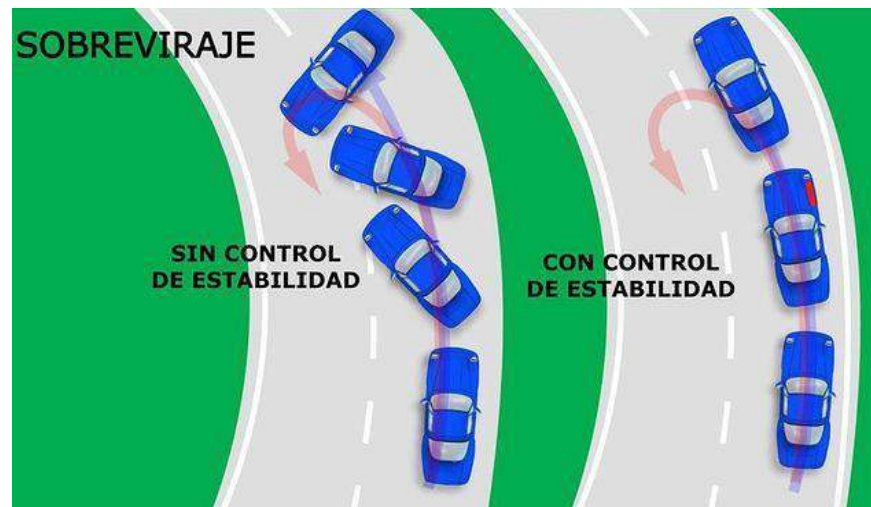 SOBREVIRAJE
SIN CONTROL
DE ESTABILIDAD
CON CONTROL
DE ESTABILIDAD